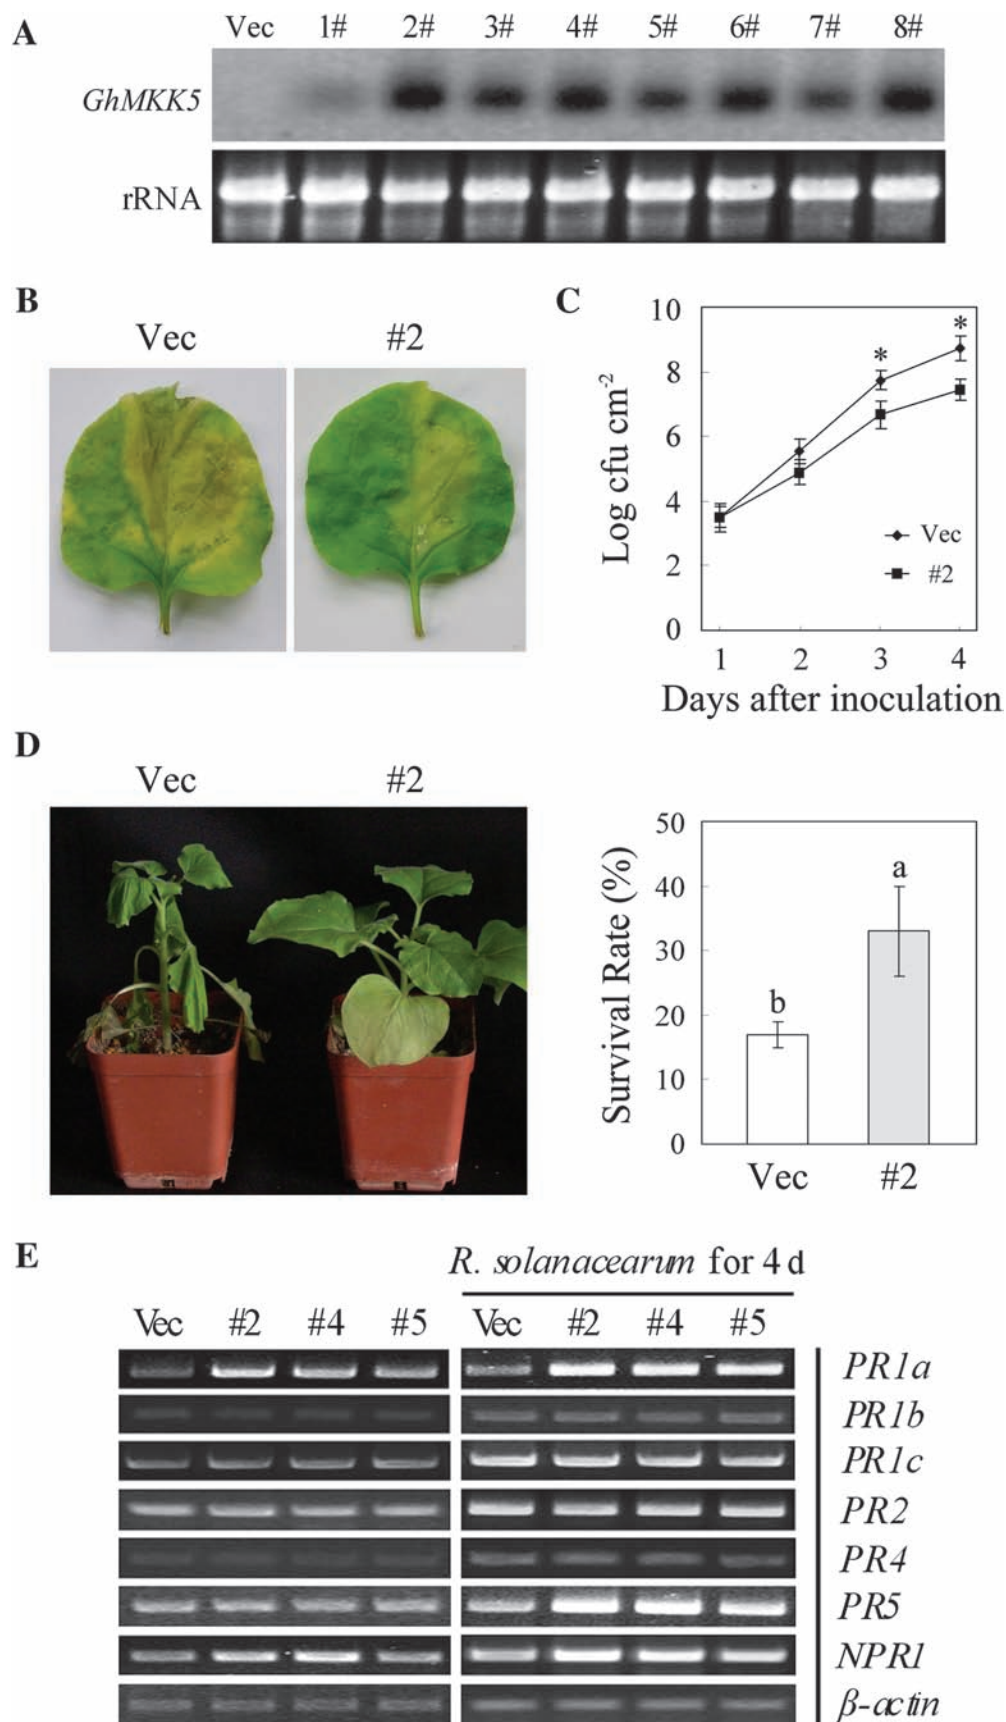 A
Vec 1# 2# 3# 4# 5# 6# 7# 8#
GhMKK5
rRNA
B
Vec #2
C
10
8
6
4
2
0
Log cfu cm-2
* *
Vec
#2
1 2 3 4
Days after inoculation
D
Vec #2
50
40
30
20
10
0
Survival Rate (%)
b a
Vec #2
E
R. solanacearum for 4 d
Vec #2 #4 #5 Vec #2 #4 #5
PR1a
PR1b
PR1c
PR2
PR4
PR5
NPR1
β-actin